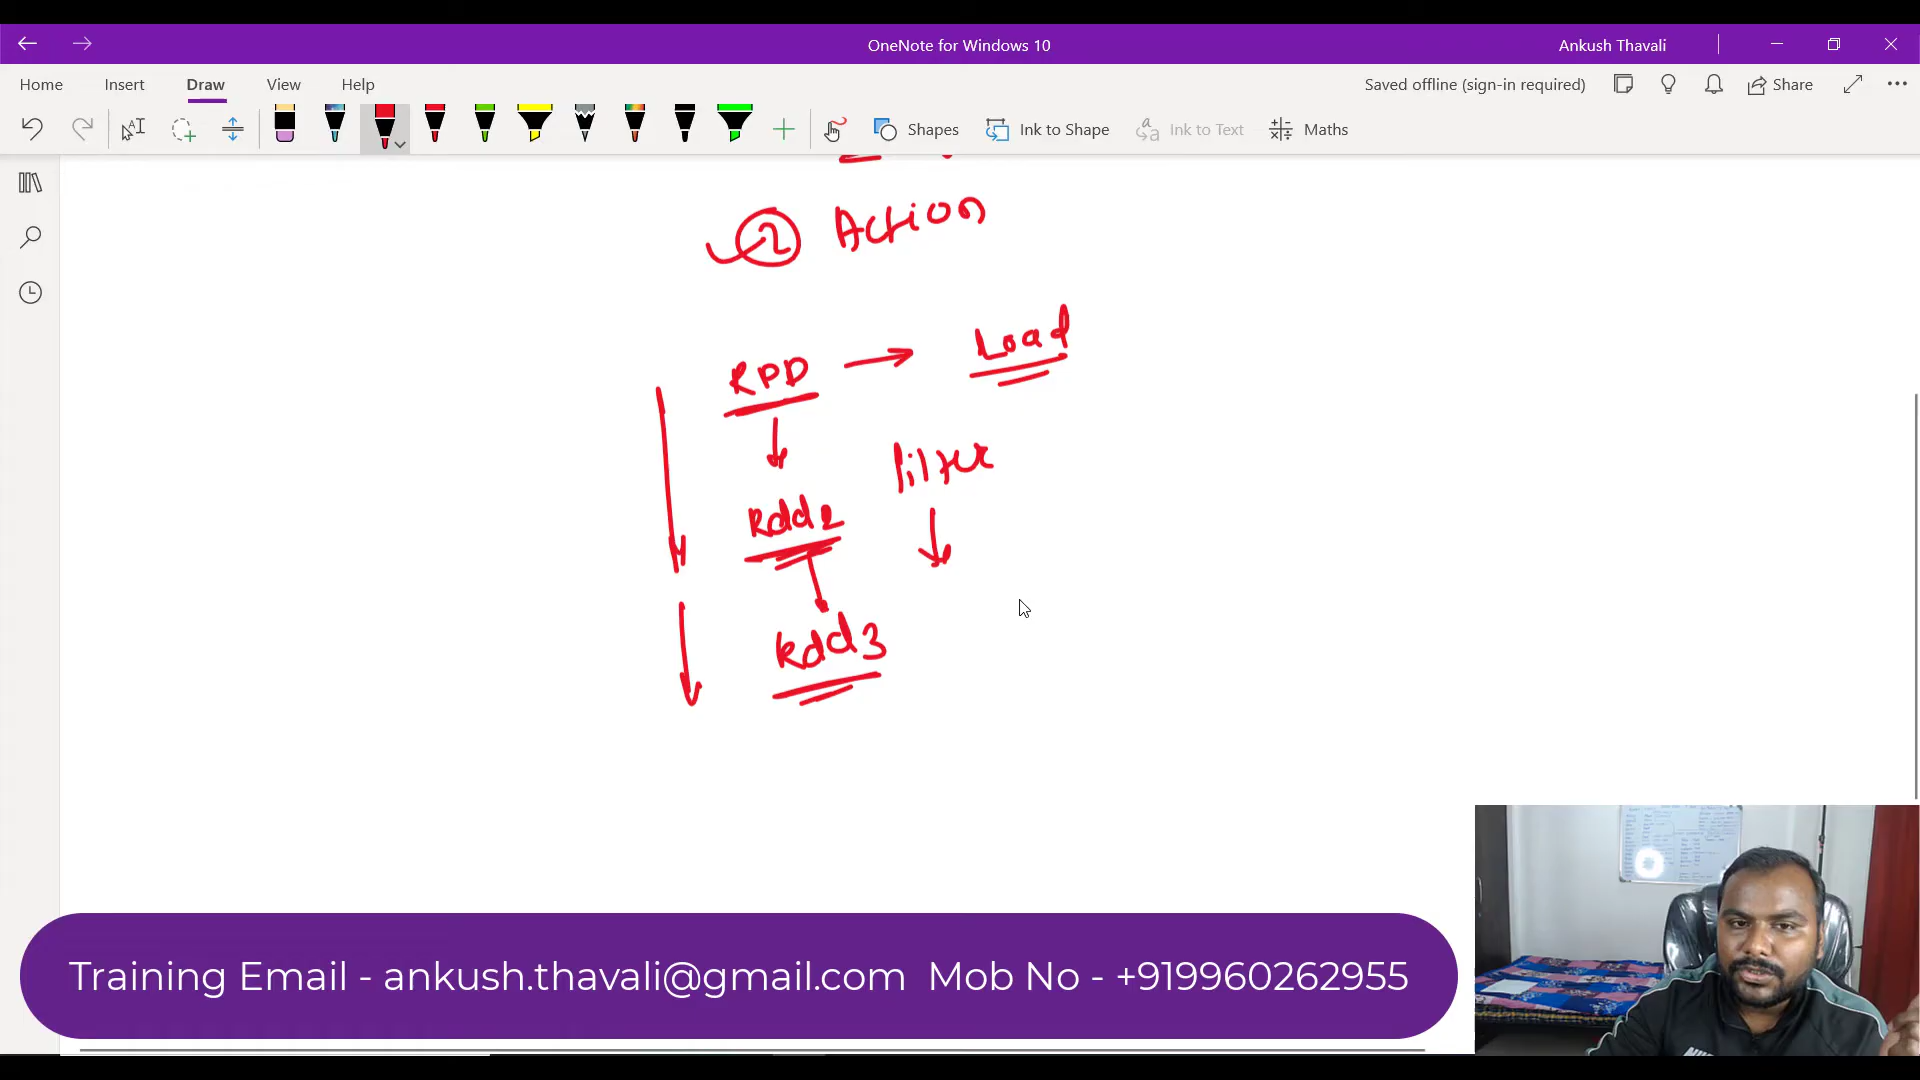 OneNote for Windows 10
Ankush Thavali
Home Insert Draw View Help
Saved offline (sign-in required)
Share
Shapes
Ink to Shape
Ink to Text
Maths
2 Action
RDD → Load
filter
Rdd2
Rdd3
Training Email - ankush.thavali@gmail.com Mob No - +919960262955